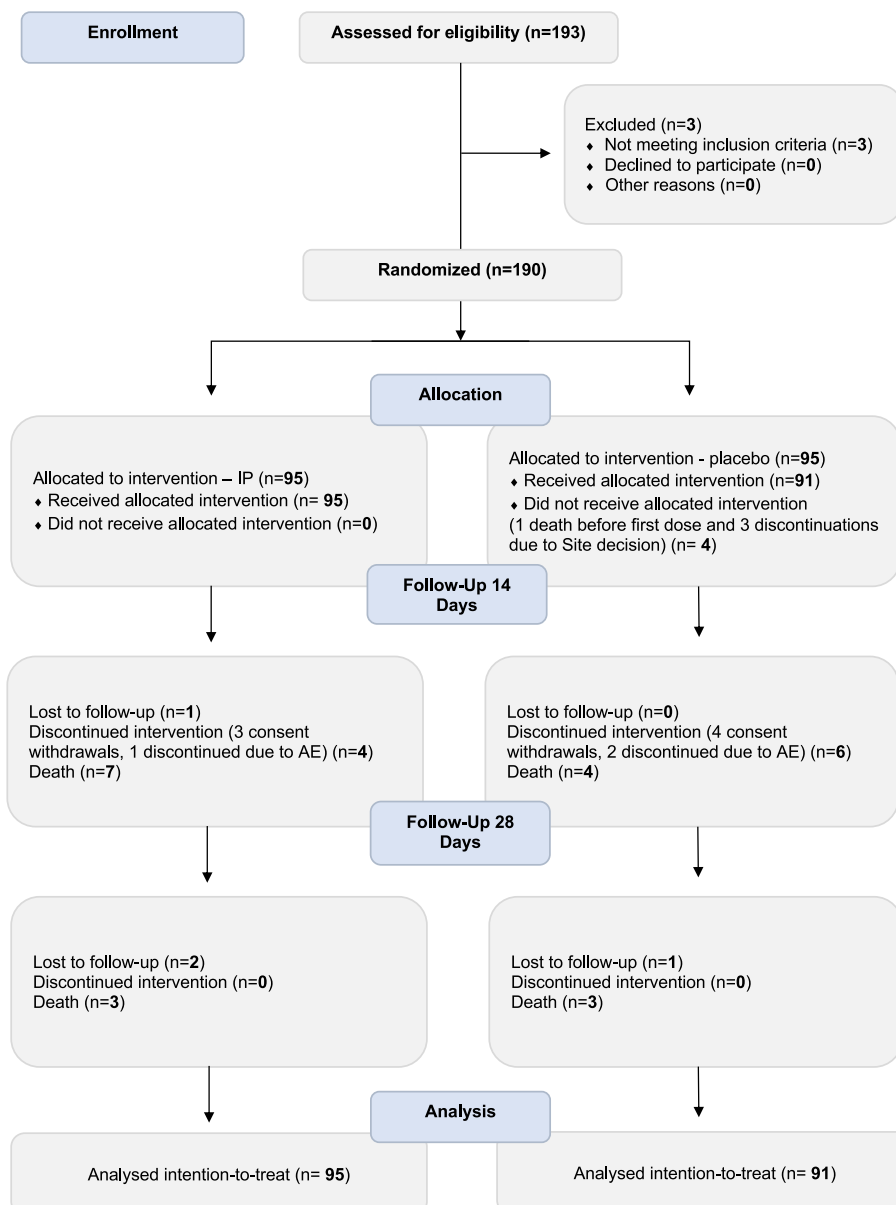 Enrollment
Assessed for eligibility (n=193)
Excluded (n=3)
♦ Not meeting inclusion criteria (n=3)
♦ Declined to participate (n=0)
♦ Other reasons (n=0)
Randomized (n=190)
Allocation
Allocated to intervention – IP (n=95)
♦ Received allocated intervention (n= 95)
♦ Did not receive allocated intervention (n=0)
Allocated to intervention - placebo (n=95)
♦ Received allocated intervention (n=91)
♦ Did not receive allocated intervention
(1 death before first dose and 3 discontinuations
due to Site decision) (n= 4)
Follow-Up 14
Days
Lost to follow-up (n=1)
Discontinued intervention (3 consent
withdrawals, 1 discontinued due to AE) (n=4)
Death (n=7)
Lost to follow-up (n=0)
Discontinued intervention (4 consent
withdrawals, 2 discontinued due to AE) (n=6)
Death (n=4)
Follow-Up 28
Days
Lost to follow-up (n=2)
Discontinued intervention (n=0)
Death (n=3)
Lost to follow-up (n=1)
Discontinued intervention (n=0)
Death (n=3)
Analysis
Analysed intention-to-treat (n= 95)
Analysed intention-to-treat (n= 91)